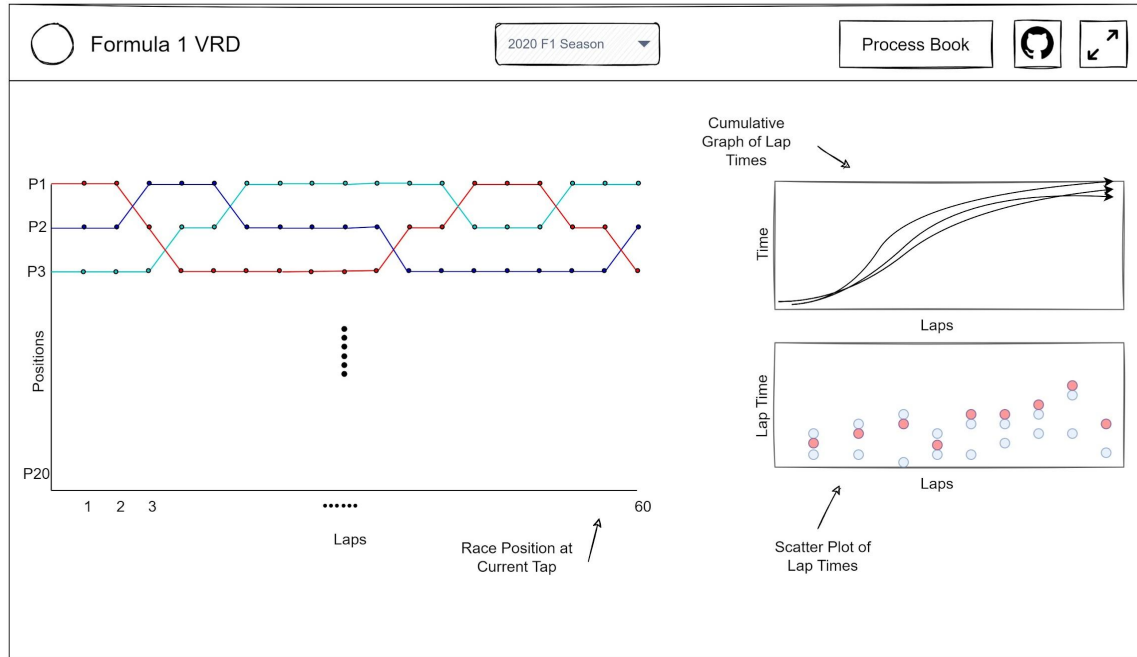 Formula 1 VRD
2020 F1 Season
Process Book
Cumulative
Graph of Lap
Times
P1
P2
P3
Positions
P20
1 2 3 ...... 60
Laps
Race Position at
Current Tap
Time
Laps
Lap Time
Laps
Scatter Plot of
Lap Times